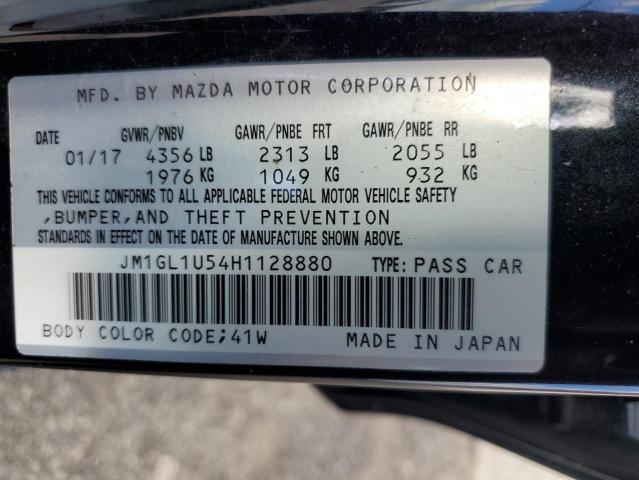 MFD. BY MAZDA MOTOR CORPORATION
DATE GVWR/PNBV GAWR/PNBE FRT GAWR/PNBE RR
01/17 4356 LB 2313 LB 2055 LB
1976 KG 1049 KG 932 KG
THIS VEHICLE CONFORMS TO ALL APPLICABLE FEDERAL MOTOR VEHICLE SAFETY
,BUMPER,AND THEFT PREVENTION
STANDARDS IN EFFECT ON THE DATE OF MANUFACTURE SHOWN ABOVE.
JM1GL1U54H1128880 TYPE: PASS CAR
BODY COLOR CODE;41W MADE IN JAPAN